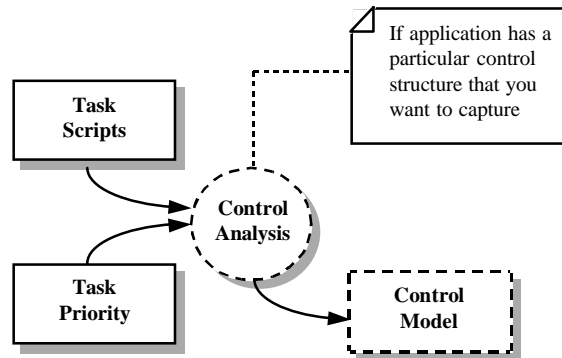 If application has a
particular control
structure that you
want to capture
Task
Scripts
Control
Analysis
Task
Priority
Control
Model